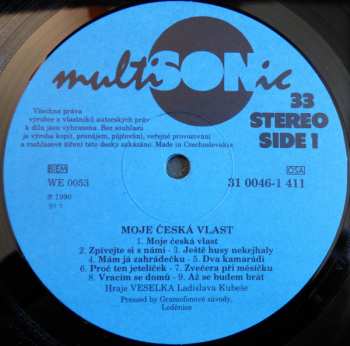 multiSONic
33
STEREO
SIDE 1
Všechna práva
výrobce a vlastníků autorských práv
k dílu jsou vyhrazena. Bez souhlasu
je výroba kopií, pronájem, půjčování, veřejné provozování
a rozhlasové šíření této desky zakázáno. Made in Czechoslovakia
BIEM
OSA
WE 0053
31 0046-1 411
℗ 1990
MOJE ČESKÁ VLAST
1. Moje česká vlast
2. Zpívejte si s námi - 3. Ještě husy nekejhaly
4. Mám já zahrádečku - 5. Dva kamarádi
6. Proč ten jetelíček - 7. Zvečera při měsíčku
8. Vracím se domů - 9. Až se budem brát
Hraje VESELKA Ladislava Kubeše
Pressed by Gramofonové závody,
Loděnice